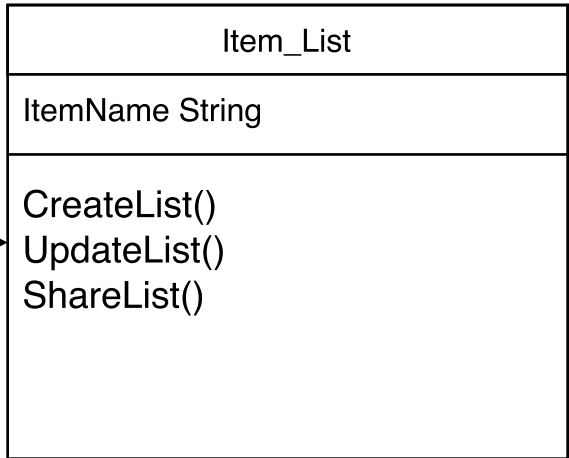 Item_List
ItemName String
CreateList()
UpdateList()
ShareList()